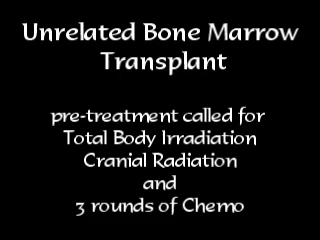 Unrelated Bone Marrow
Transplant
pre-treatment called for
Total Body Irradiation
Cranial Radiation
and
3 rounds of Chemo